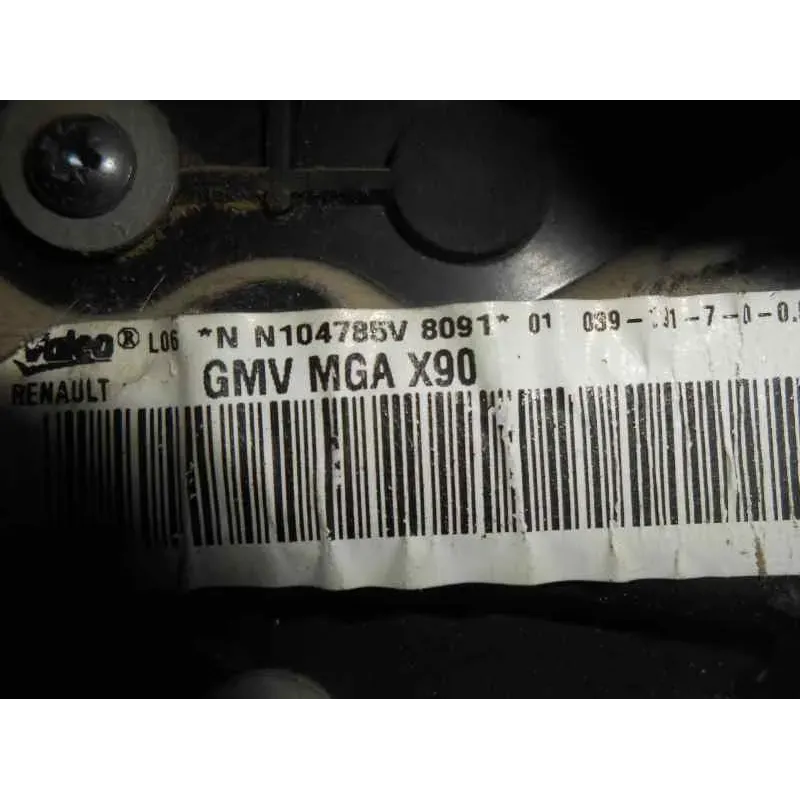 Valeo® L06 *N N104785V 8091* 01
RENAULT GMV MGA X90